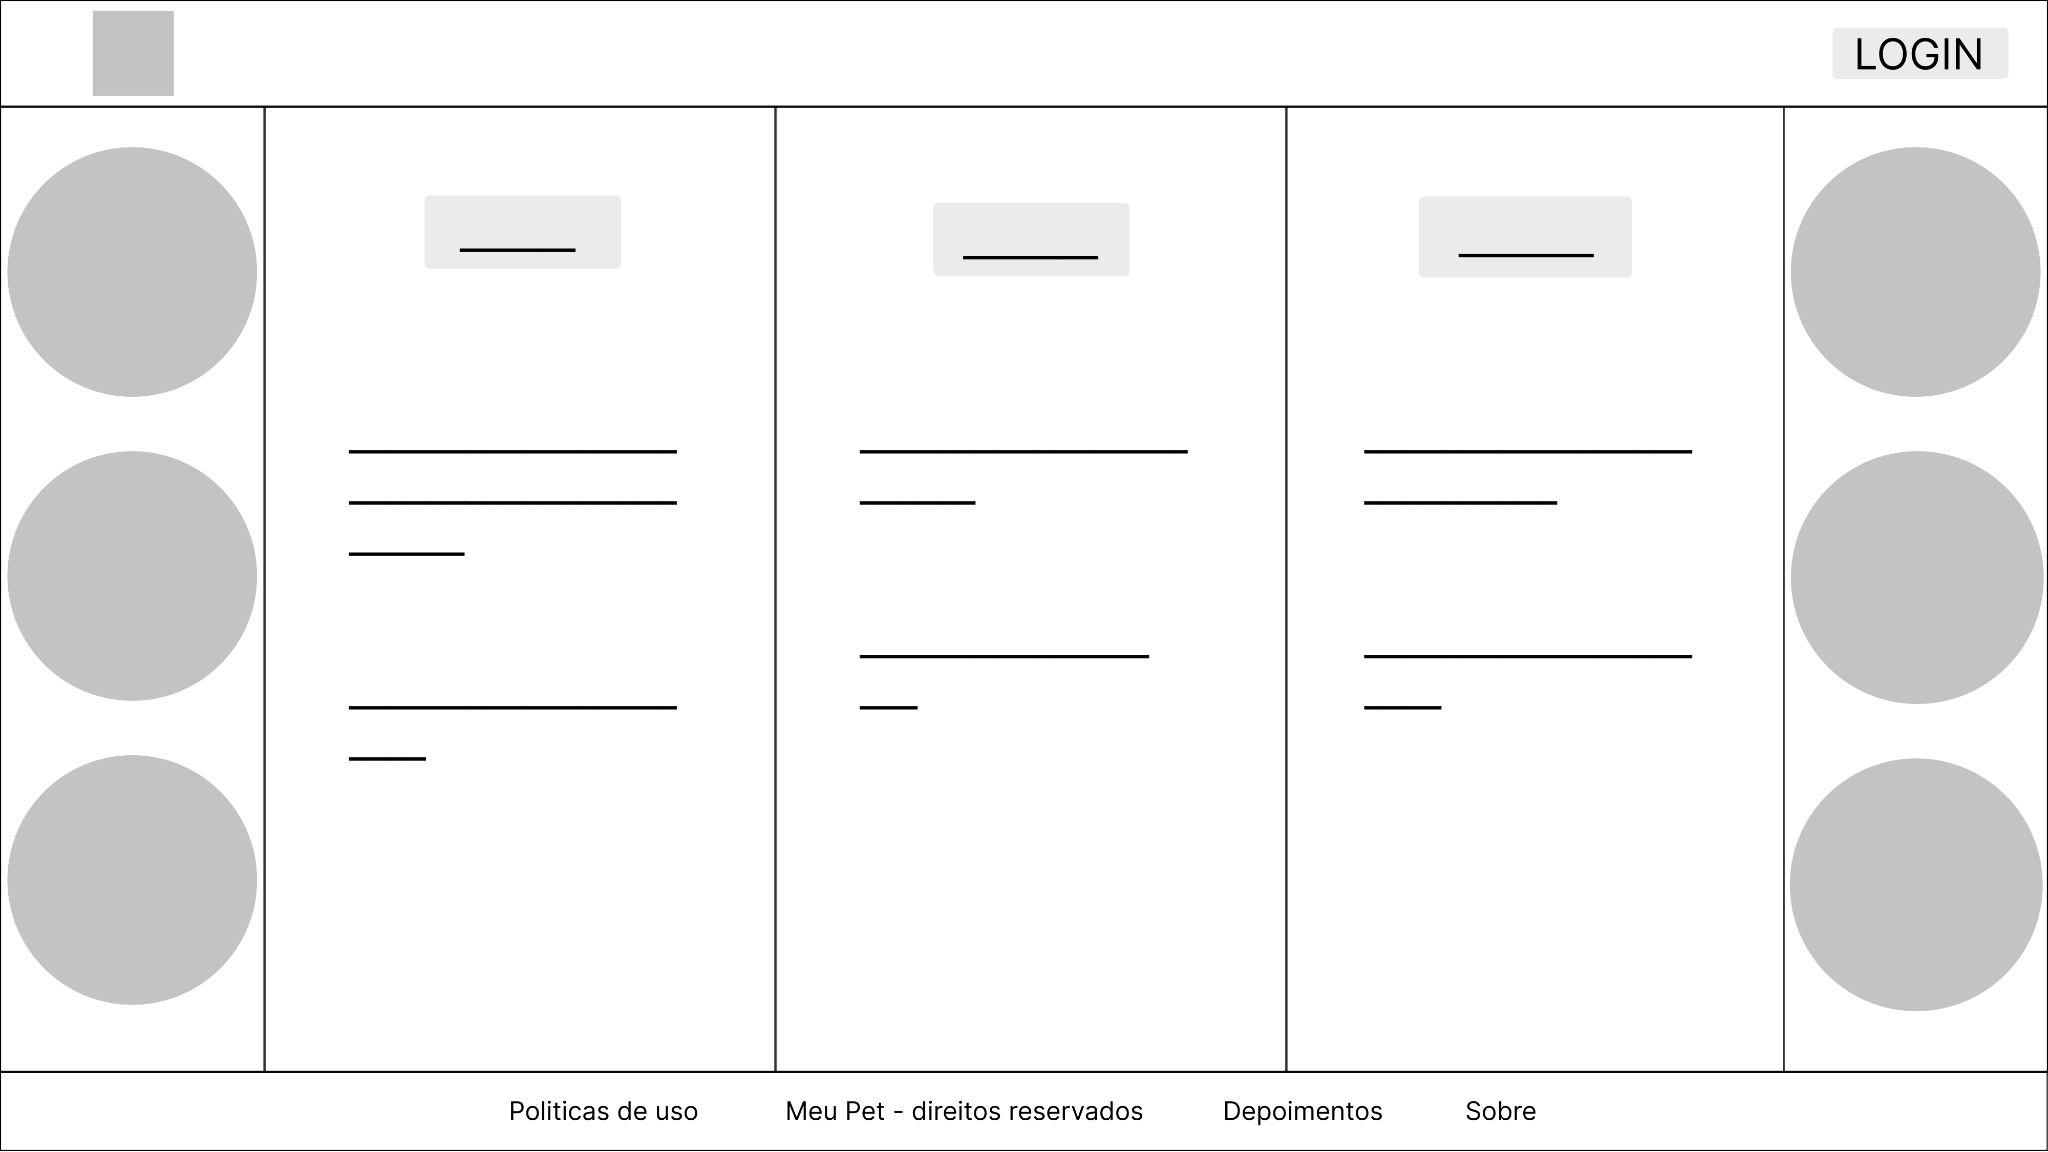 LOGIN
Politicas de uso
Meu Pet - direitos reservados
Depoimentos
Sobre